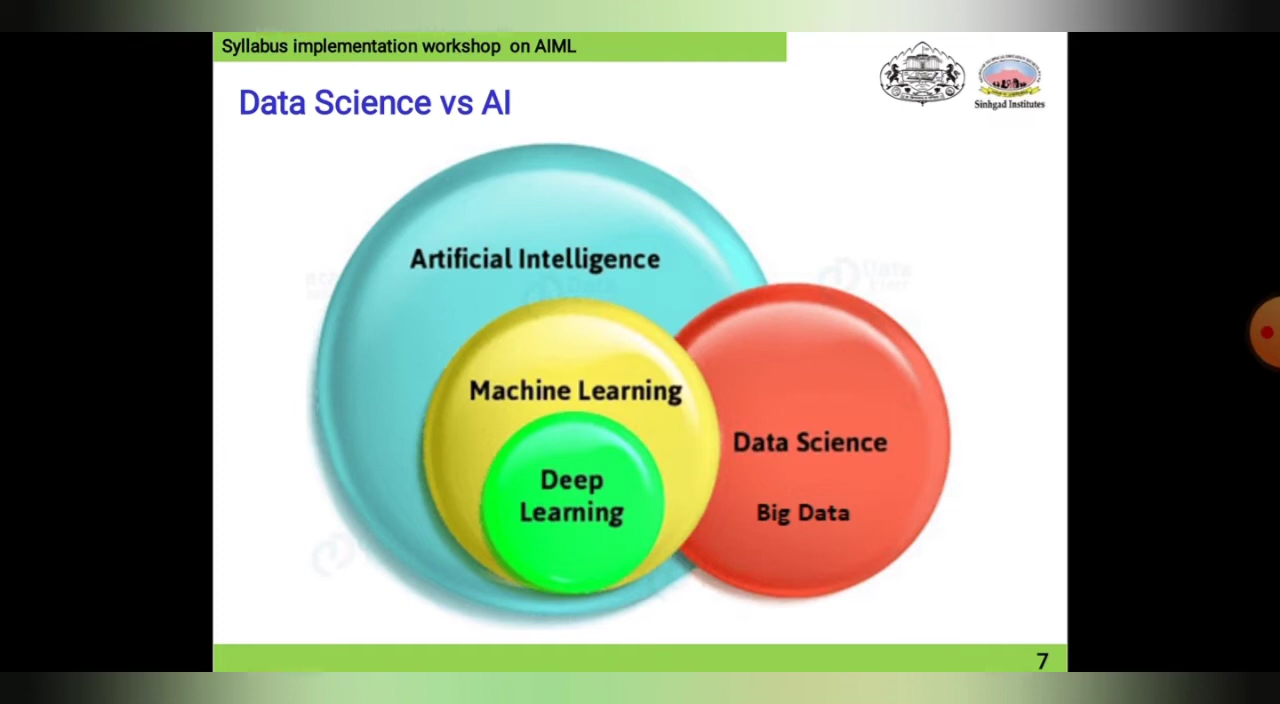 Syllabus implementation workshop on AIML
Data Science vs AI
Sinhgad Institutes
Artificial Intelligence
Machine Learning
Deep
Learning
Data Science
Big Data
7